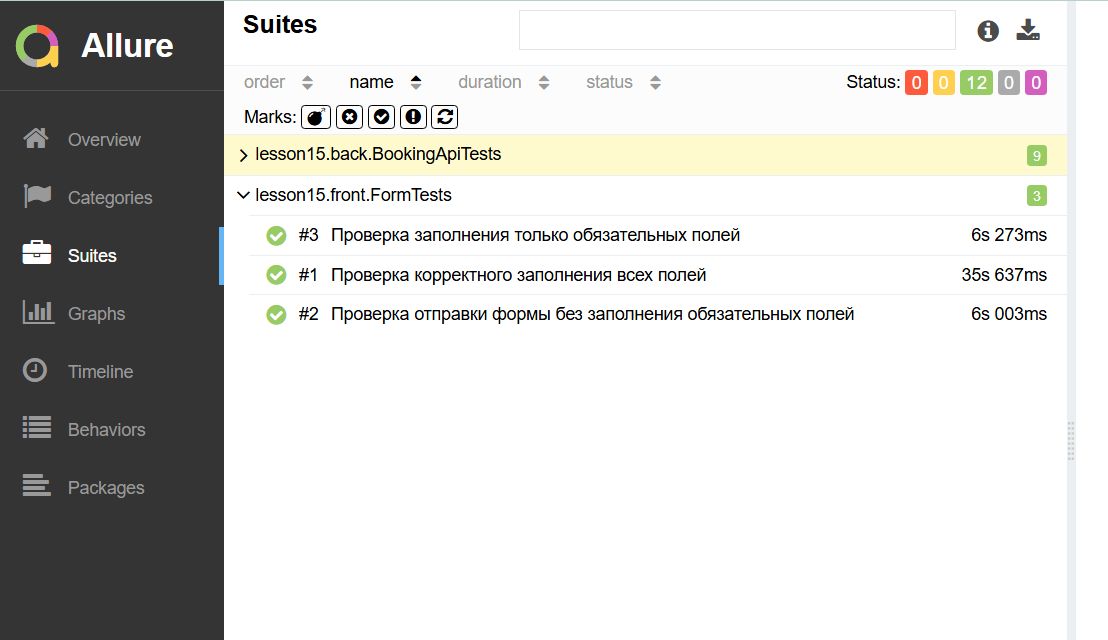 Allure
Overview
Categories
Suites
Graphs
Timeline
Behaviors
Packages
Suites
order name duration status Status: 0 0 12 0 0
Marks:
lesson15.back.BookingApiTests 9
lesson15.front.FormTests 3
#3 Проверка заполнения только обязательных полей 6s 273ms
#1 Проверка корректного заполнения всех полей 35s 637ms
#2 Проверка отправки формы без заполнения обязательных полей 6s 003ms